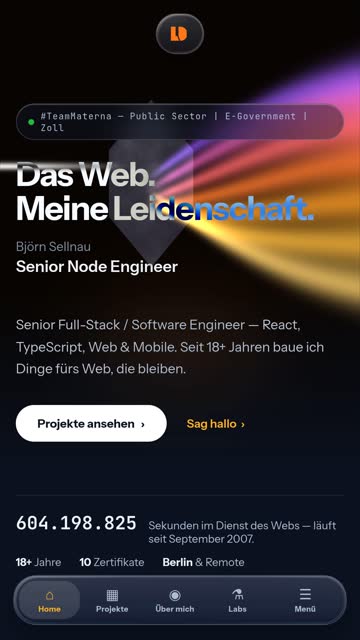 #TeamMaterna — Public Sector | E-Government |
Zoll
Das Web.
Meine Leidenschaft.
Björn Sellnau
Senior Node Engineer
Senior Full-Stack / Software Engineer — React,
TypeScript, Web & Mobile. Seit 18+ Jahren baue ich
Dinge fürs Web, die bleiben.
Projekte ansehen ›
Sag hallo ›
604.198.825
Sekunden im Dienst des Webs — läuft
seit September 2007.
18+ Jahre
10 Zertifikate
Berlin & Remote
Home
Projekte
Über mich
Labs
Menü